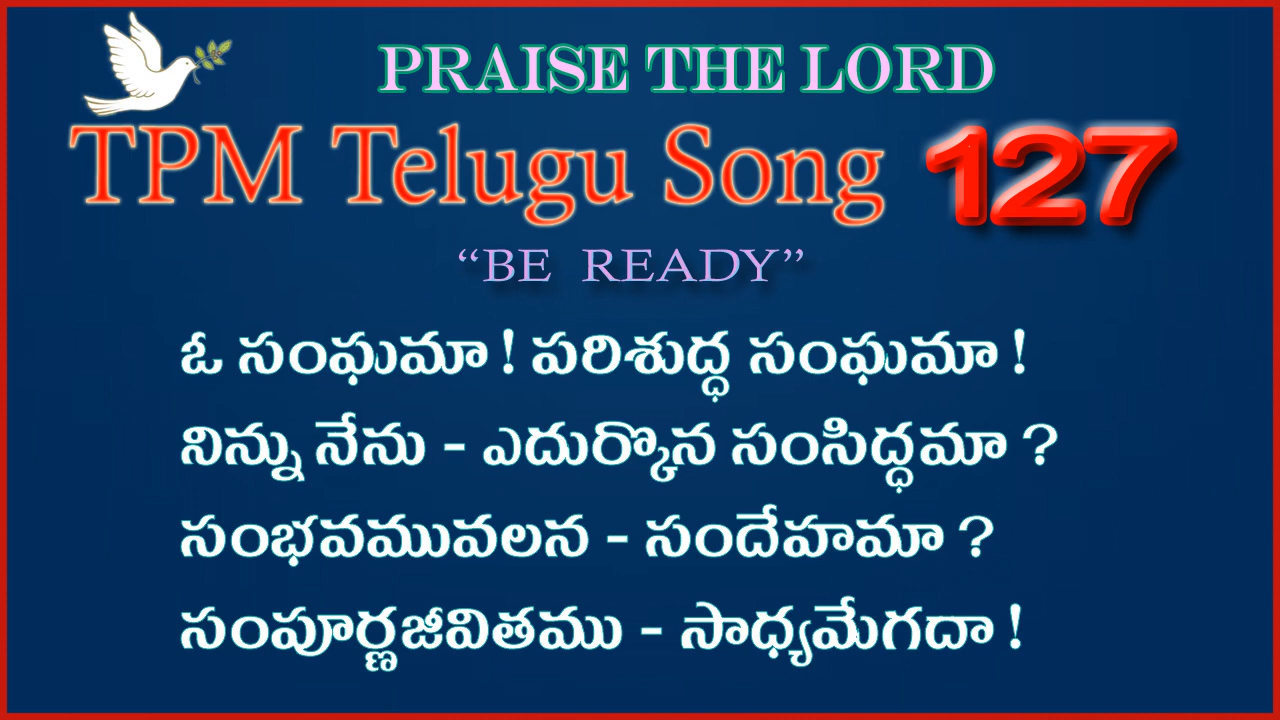 PRAISE THE LORD
TPM Telugu Song 127
“BE READY”
ఓ సంఘమా ! పరిశుద్ధ సంఘమా !
నిన్ను నేను - ఎదుర్కొన సంసిద్ధమా ?
సంభవమువలన - సందేహమా ?
సంపూర్ణజీవితము - సాధ్యమేగదా !